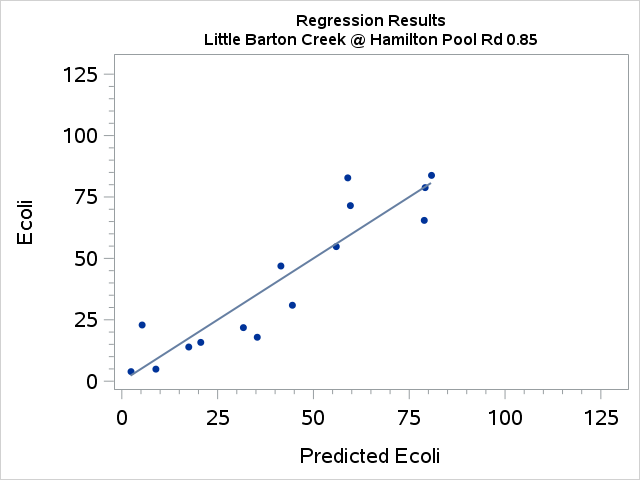 Regression Results
Little Barton Creek @ Hamilton Pool Rd 0.85
125
100
75
50
25
0
Ecoli
0 25 50 75 100 125
Predicted Ecoli